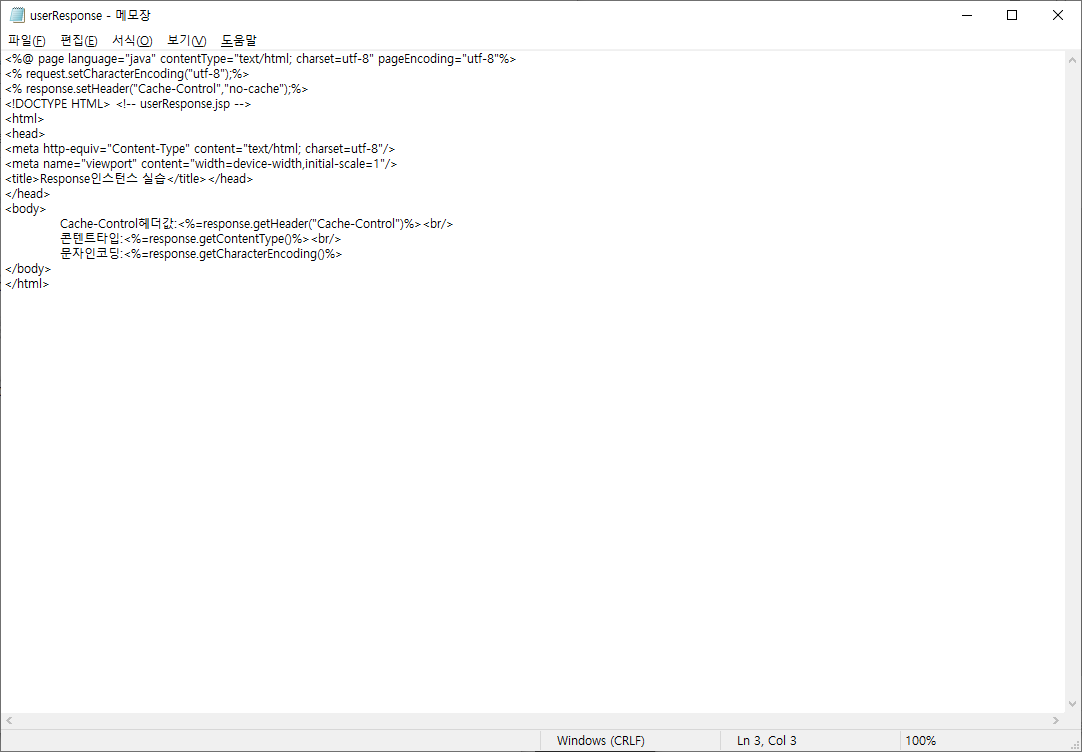 userResponse - 메모장
파일(F) 편집(E) 서식(O) 보기(V) 도움말
<%@ page language="java" contentType="text/html; charset=utf-8" pageEncoding="utf-8"%>
<% request.setCharacterEncoding("utf-8");%>
<% response.setHeader("Cache-Control","no-cache");%>
<!DOCTYPE HTML> <!-- userResponse.jsp -->
<html>
<head>
<meta http-equiv="Content-Type" content="text/html; charset=utf-8"/>
<meta name="viewport" content="width=device-width,initial-scale=1"/>
<title>Response인스턴스 실습</title></head>
</head>
<body>
Cache-Control헤더값:<%=response.getHeader("Cache-Control")%><br/>
콘텐트타입:<%=response.getContentType()%><br/>
문자인코딩:<%=response.getCharacterEncoding()%>
</body>
</html>
Windows (CRLF) Ln 3, Col 3 100%